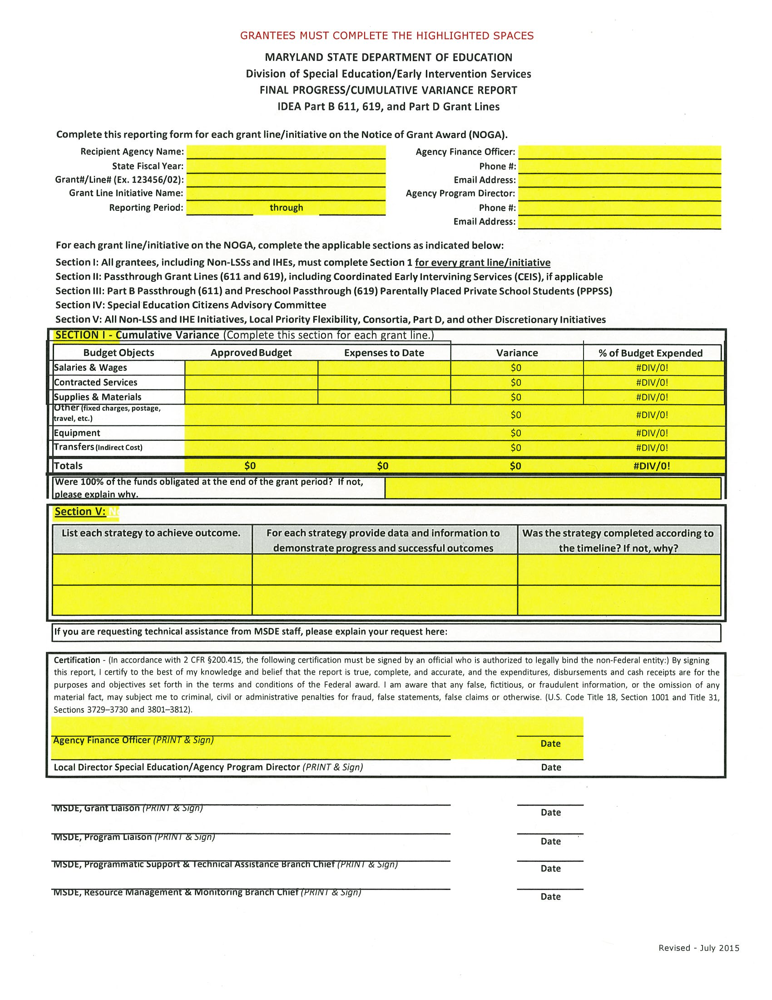 GRANTEES MUST COMPLETE THE HIGHLIGHTED SPACES
MARYLAND STATE DEPARTMENT OF EDUCATION
Division of Special Education/Early Intervention Services
FINAL PROGRESS/CUMULATIVE VARIANCE REPORT
IDEA Part B 611, 619, and Part D Grant Lines
Complete this reporting form for each grant line/initiative on the Notice of Grant Award (NOGA).
Recipient Agency Name:
State Fiscal Year:
Grant#/Line# (Ex. 123456/02):
Grant Line Initiative Name:
Reporting Period: through
Agency Finance Officer:
Phone #:
Email Address:
Agency Program Director:
Phone #:
Email Address:
For each grant line/initiative on the NOGA, complete the applicable sections as indicated below:
Section I: All grantees, including Non-LSSs and IHEs, must complete Section 1 for every grant line/initiative
Section II: Passthrough Grant Lines (611 and 619), including Coordinated Early Intervining Services (CEIS), if applicable
Section III: Part B Passthrough (611) and Preschool Passthrough (619) Parentally Placed Private School Students (PPPSS)
Section IV: Special Education Citizens Advisory Committee
Section V: All Non-LSS and IHE Initiatives, Local Priority Flexibility, Consortia, Part D, and other Discretionary Initiatives
SECTION I - Cumulative Variance (Complete this section for each grant line.)
Budget Objects Approved Budget Expenses to Date Variance % of Budget Expended
Salaries & Wages $0 #DIV/0!
Contracted Services $0 #DIV/0!
Supplies & Materials $0 #DIV/0!
Other (fixed charges, postage,
travel, etc.) $0 #DIV/0!
Equipment $0 #DIV/0!
Transfers (Indirect Cost) $0 #DIV/0!
Totals $0 $0 $0 #DIV/0!
Were 100% of the funds obligated at the end of the grant period? If not,
please explain why.
Section V: No
List each strategy to achieve outcome.
For each strategy provide data and information to
demonstrate progress and successful outcomes
Was the strategy completed according to
the timeline? If not, why?
If you are requesting technical assistance from MSDE staff, please explain your request here:
Certification - (In accordance with 2 CFR §200.415, the following certification must be signed by an official who is authorized to legally bind the non-Federal entity:) By signing
this report, I certify to the best of my knowledge and belief that the report is true, complete, and accurate, and the expenditures, disbursements and cash receipts are for the
purposes and objectives set forth in the terms and conditions of the Federal award. I am aware that any false, fictitious, or fraudulent information, or the omission of any
material fact, may subject me to criminal, civil or administrative penalties for fraud, false statements, false claims or otherwise. (U.S. Code Title 18, Section 1001 and Title 31,
Sections 3729–3730 and 3801–3812).
Agency Finance Officer (PRINT & Sign) Date
Local Director Special Education/Agency Program Director (PRINT & Sign) Date
MSDE, Grant Liaison (PRINT & Sign) Date
MSDE, Program Liaison (PRINT & Sign) Date
MSDE, Programmatic Support & Technical Assistance Branch Chief (PRINT & Sign) Date
MSDE, Resource Management & Monitoring Branch Chief (PRINT & Sign) Date
Revised - July 2015